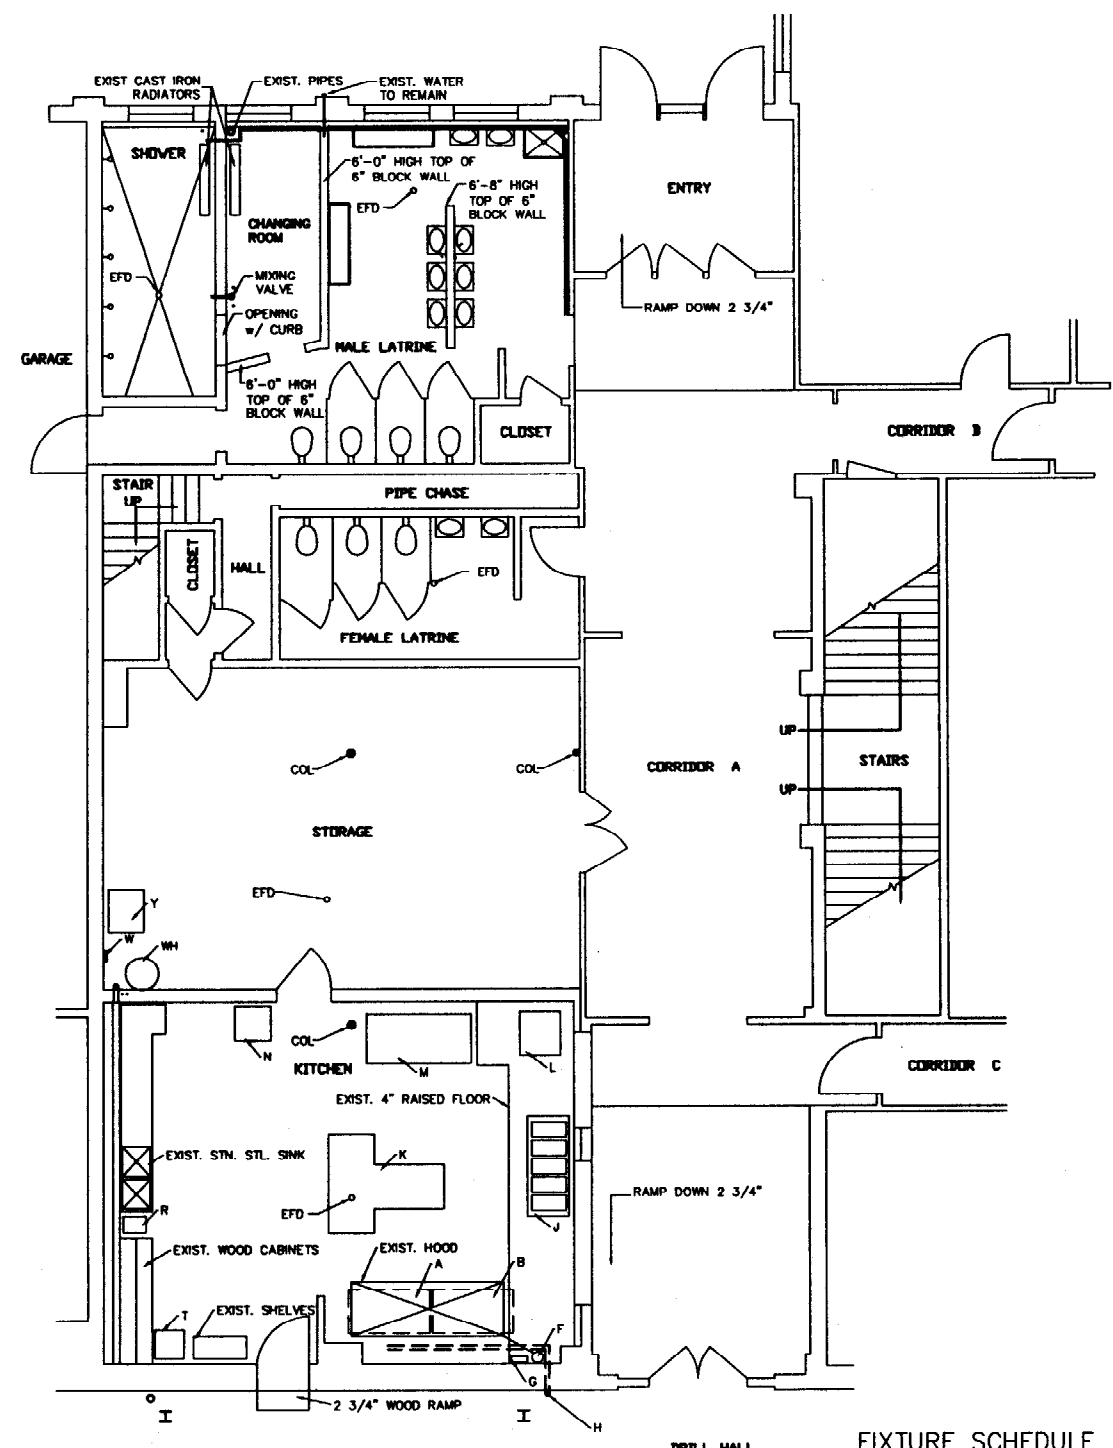 EXIST CAST IRON
RADIATORS
EXIST. PIPES
EXIST. WATER
TO REMAIN
SHOWER
6'-0" HIGH TOP OF
6" BLOCK WALL
6'-8" HIGH
TOP OF 6"
BLOCK WALL
EFD
ENTRY
CHANGING
ROOM
EFD
MIXING
VALVE
OPENING
w/ CURB
RAMP DOWN 2 3/4"
GARAGE
MALE LATRINE
6'-0" HIGH
TOP OF 6"
BLOCK WALL
CLOSET
CORRIDOR B
STAIR
UP
PIPE CHASE
CLOSET
HALL
EFD
FEMALE LATRINE
COL
COL
CORRIDOR A
UP
STAIRS
UP
STORAGE
EFD
Y
W
WH
N
COL
KITCHEN
M
L
CORRIDOR C
EXIST. 4" RAISED FLOOR
EXIST. STN. STL. SINK
K
R
EFD
J
RAMP DOWN 2 3/4"
EXIST. WOOD CABINETS
EXIST. HOOD
A
B
T
EXIST. SHELVES
F
G
2 3/4" WOOD RAMP
I
I
H
DRILL HALL
FIXTURE SCHEDULE